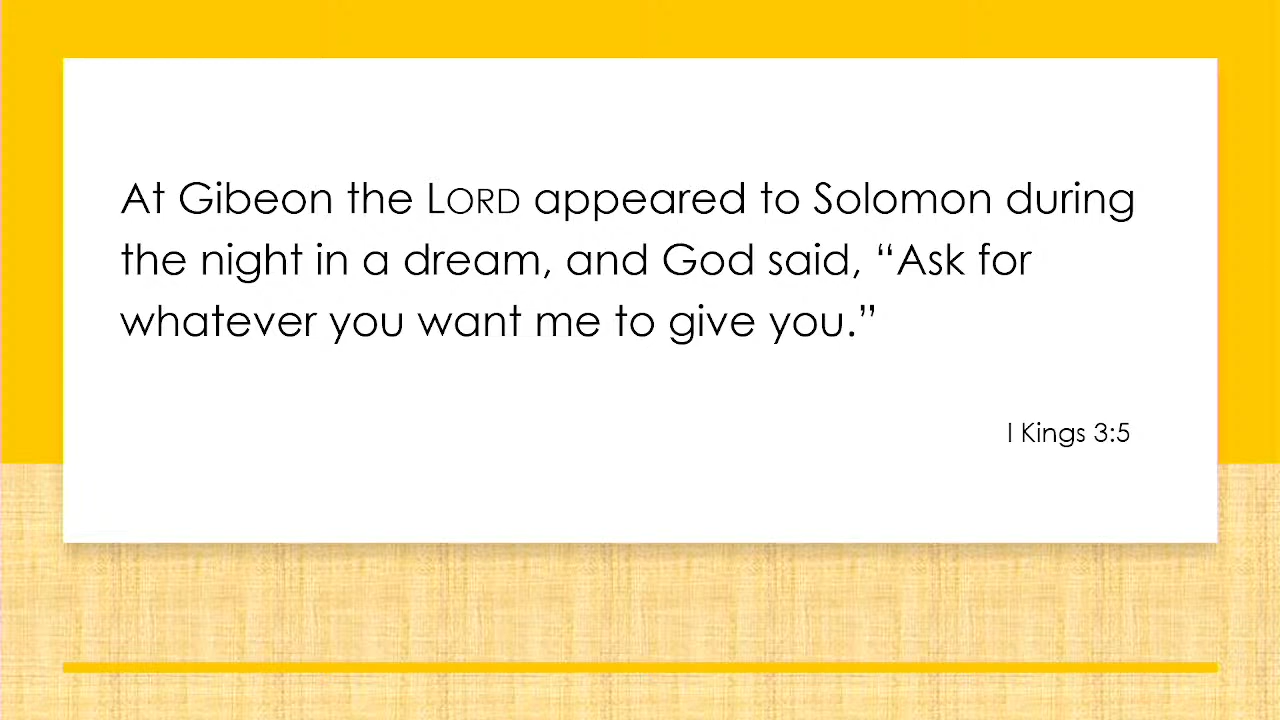 At Gibeon the LORD appeared to Solomon during
the night in a dream, and God said, “Ask for
whatever you want me to give you.”
I Kings 3:5